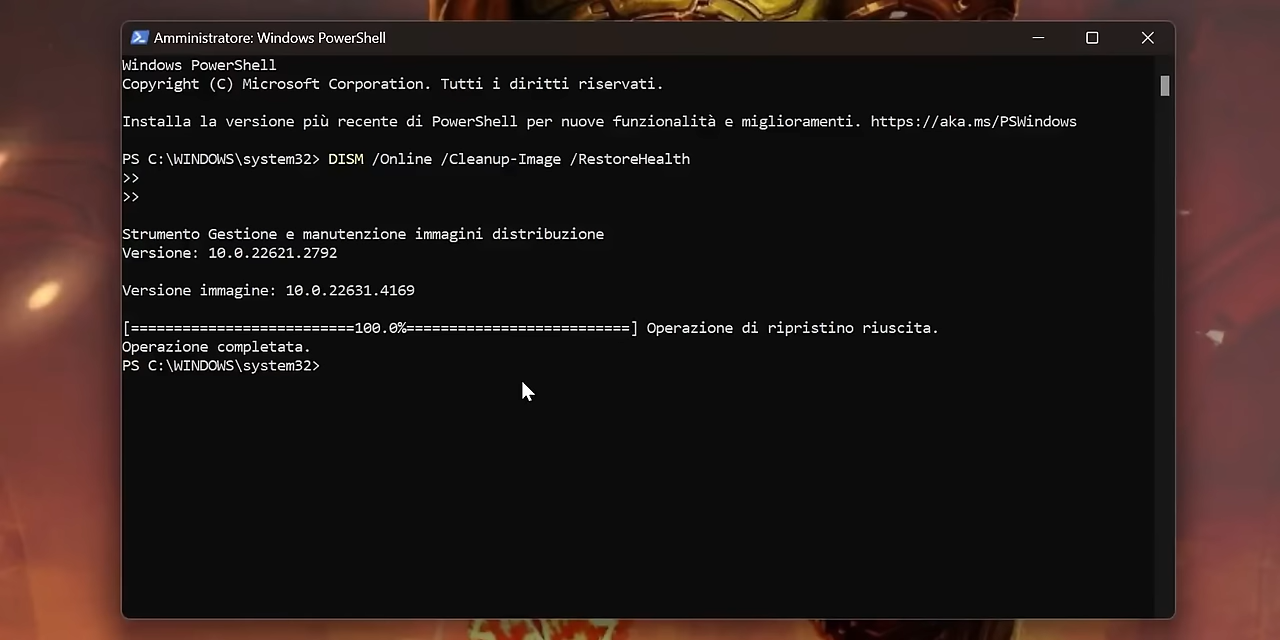 Amministratore: Windows PowerShell
Windows PowerShell
Copyright (C) Microsoft Corporation. Tutti i diritti riservati.
Installa la versione più recente di PowerShell per nuove funzionalità e miglioramenti. https://aka.ms/PSWindows
PS C:\WINDOWS\system32> DISM /Online /Cleanup-Image /RestoreHealth
>>
>>
Strumento Gestione e manutenzione immagini distribuzione
Versione: 10.0.22621.2792
Versione immagine: 10.0.22631.4169
[==========================100.0%==========================] Operazione di ripristino riuscita.
Operazione completata.
PS C:\WINDOWS\system32>